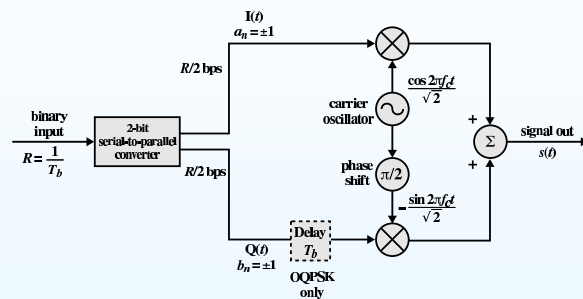 I(t)
aₙ = ±1
R/2 bps
binary
input
R = 1/T_b
2-bit
serial-to-parallel
converter
R/2 bps
carrier
oscillator
cos 2πf_ct/√2
phase
shift
π/2
− sin 2πf_ct/√2
+
Σ
+
signal out
s(t)
Q(t)
bₙ = ±1
Delay
T_b
OQPSK
only